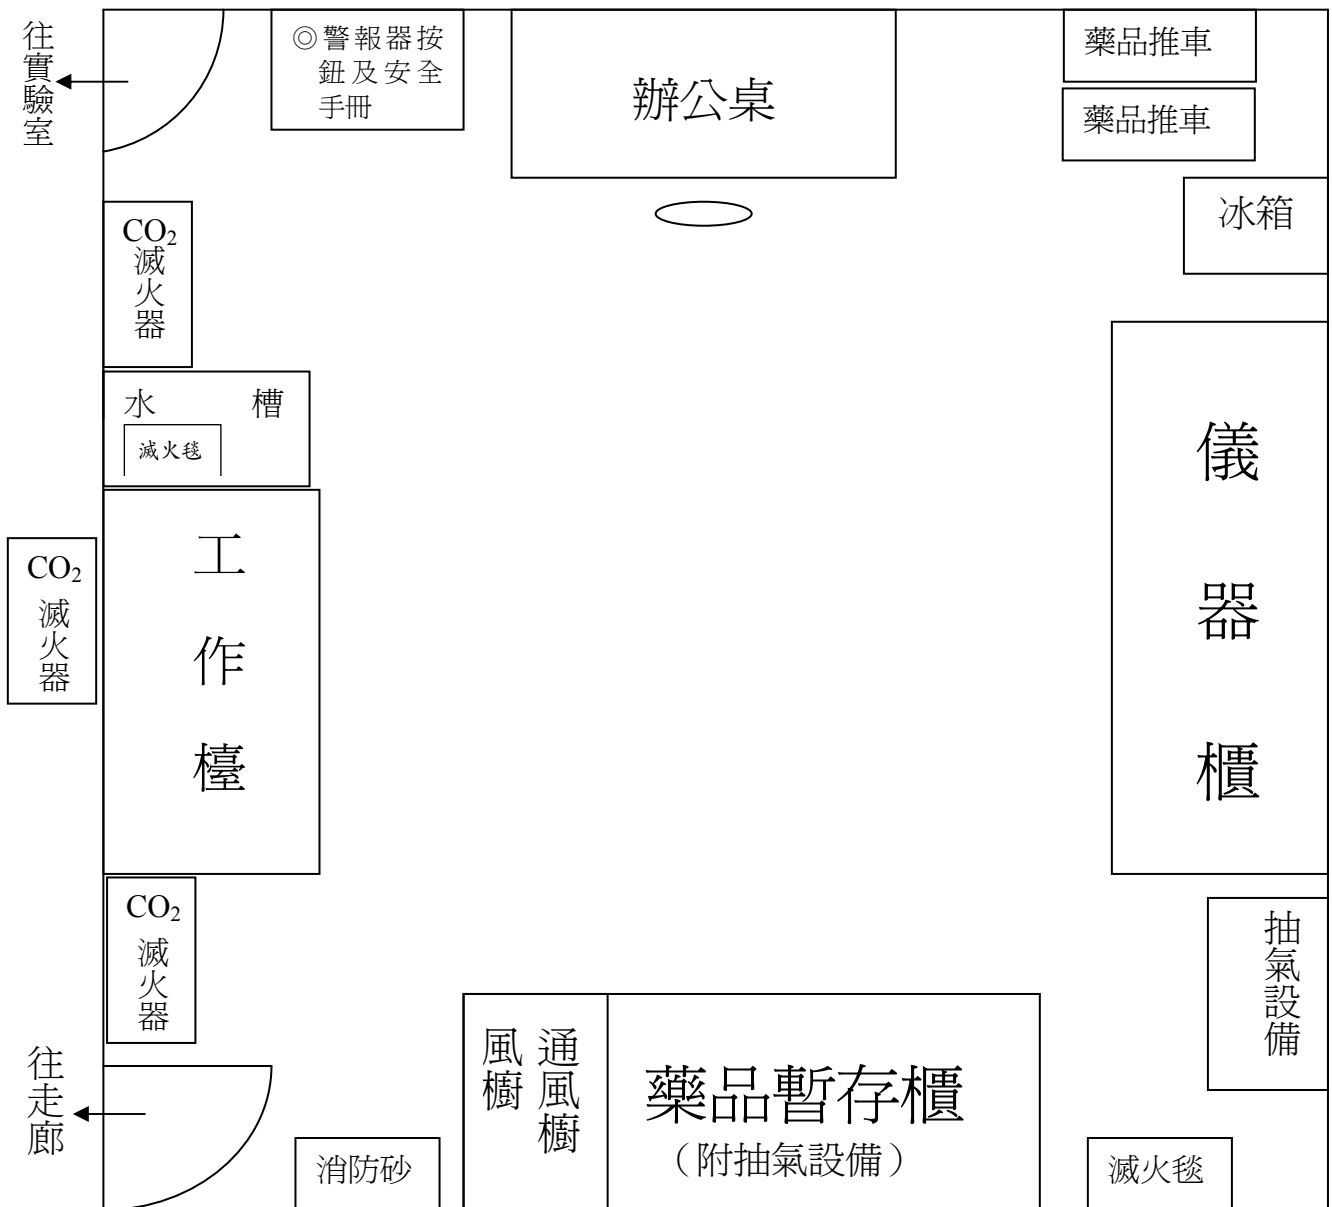 往實驗室
◎警報器按
鈕及安全
手冊
辦公桌
藥品推車
藥品推車
冰箱
CO₂
滅火器
水 槽
滅火毯
工作檯
CO₂
滅火器
儀器櫃
CO₂
滅火器
抽氣設備
往走廊
通風櫥
風櫥
藥品暫存櫃
（附抽氣設備）
消防砂
滅火毯